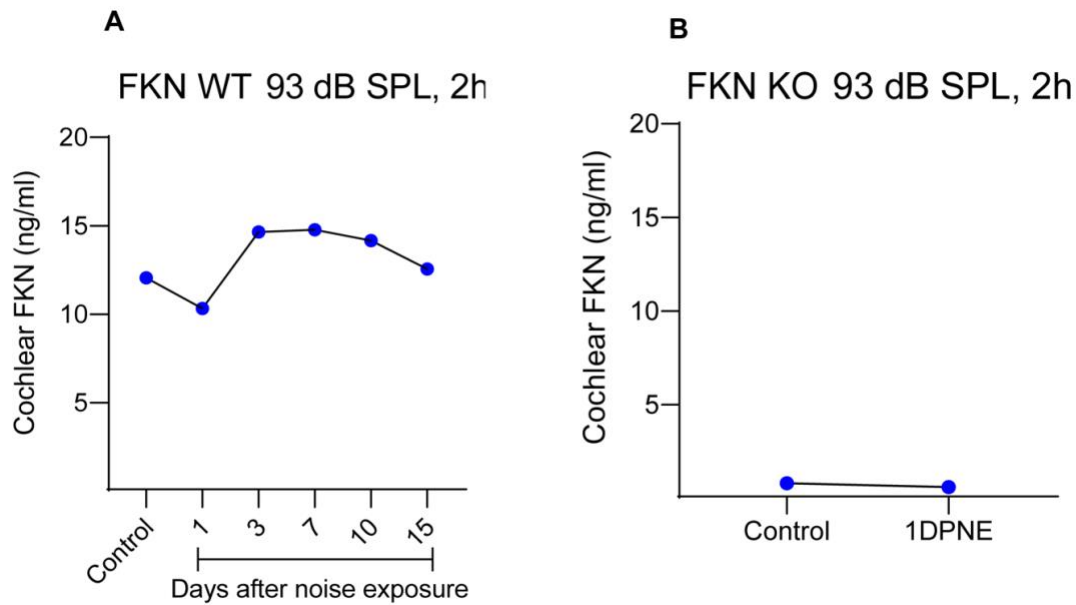 A
FKN WT 93 dB SPL, 2h
Cochlear FKN (ng/ml)
20
15
10
5
Control
1
3
7
10
15
Days after noise exposure
B
FKN KO 93 dB SPL, 2h
Cochlear FKN (ng/ml)
20
15
10
5
Control
1DPNE